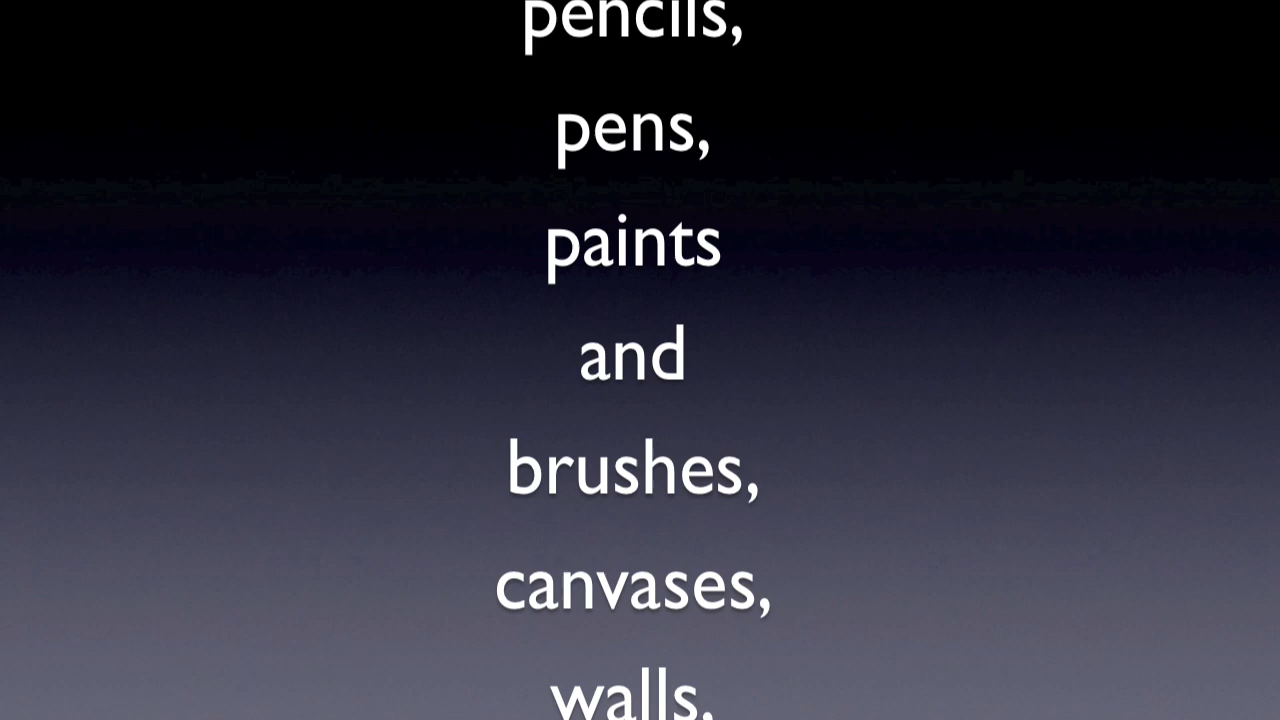 pencils,
pens,
paints
and
brushes,
canvases,
walls,